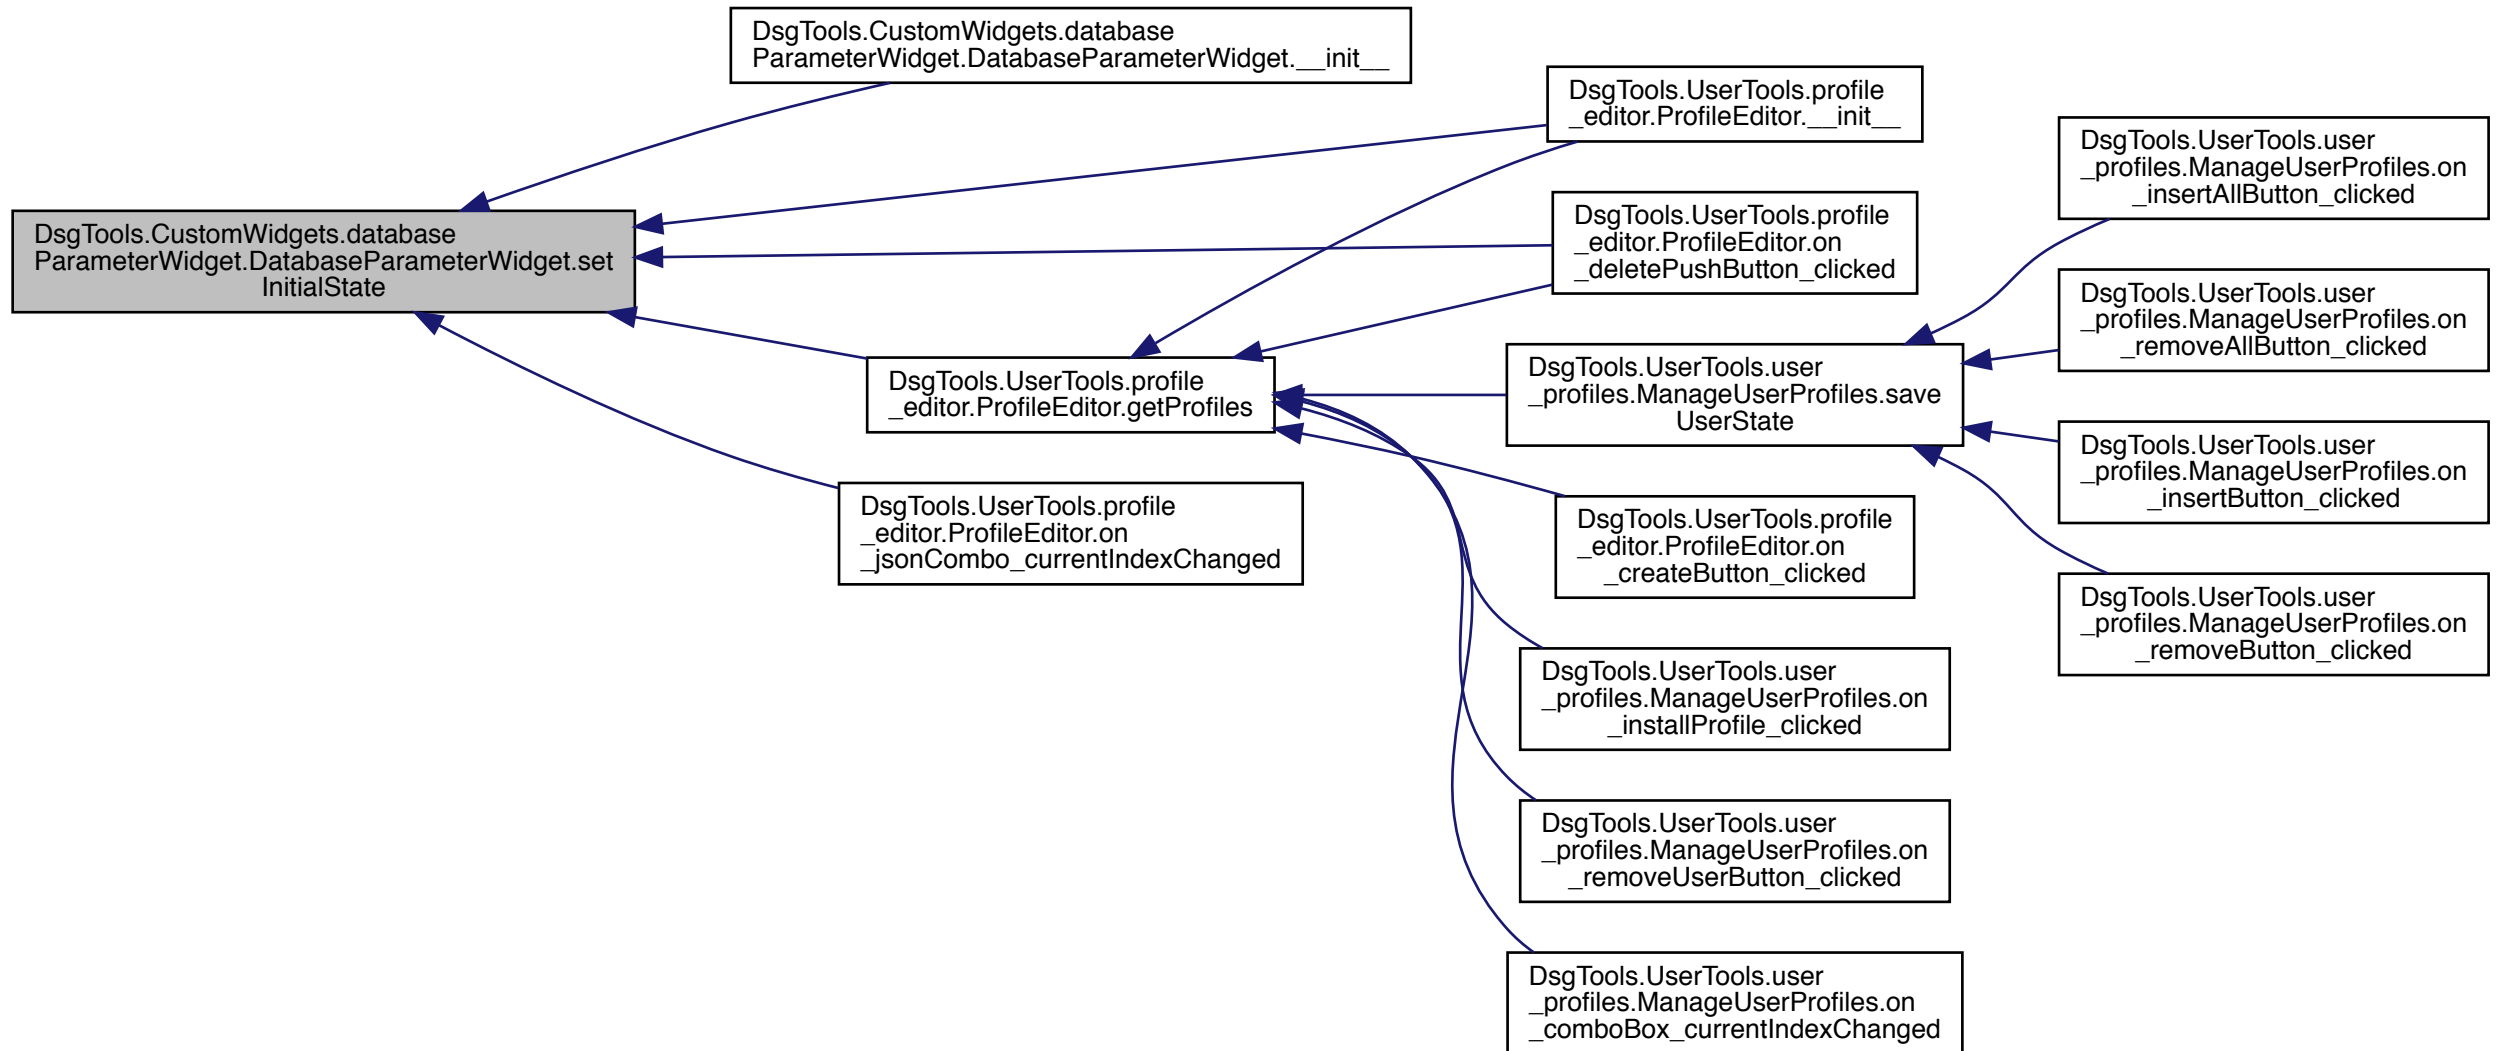 DsgTools.CustomWidgets.database
ParameterWidget.DatabaseParameterWidget.__init__
DsgTools.UserTools.profile
_editor.ProfileEditor.__init__
DsgTools.UserTools.user
_profiles.ManageUserProfiles.on
_insertAllButton_clicked
DsgTools.CustomWidgets.database
ParameterWidget.DatabaseParameterWidget.set
InitialState
DsgTools.UserTools.profile
_editor.ProfileEditor.on
_deletePushButton_clicked
DsgTools.UserTools.user
_profiles.ManageUserProfiles.on
_removeAllButton_clicked
DsgTools.UserTools.profile
_editor.ProfileEditor.getProfiles
DsgTools.UserTools.user
_profiles.ManageUserProfiles.save
UserState
DsgTools.UserTools.user
_profiles.ManageUserProfiles.on
_insertButton_clicked
DsgTools.UserTools.profile
_editor.ProfileEditor.on
_jsonCombo_currentIndexChanged
DsgTools.UserTools.profile
_editor.ProfileEditor.on
_createButton_clicked
DsgTools.UserTools.user
_profiles.ManageUserProfiles.on
_removeButton_clicked
DsgTools.UserTools.user
_profiles.ManageUserProfiles.on
_installProfile_clicked
DsgTools.UserTools.user
_profiles.ManageUserProfiles.on
_removeUserButton_clicked
DsgTools.UserTools.user
_profiles.ManageUserProfiles.on
_comboBox_currentIndexChanged